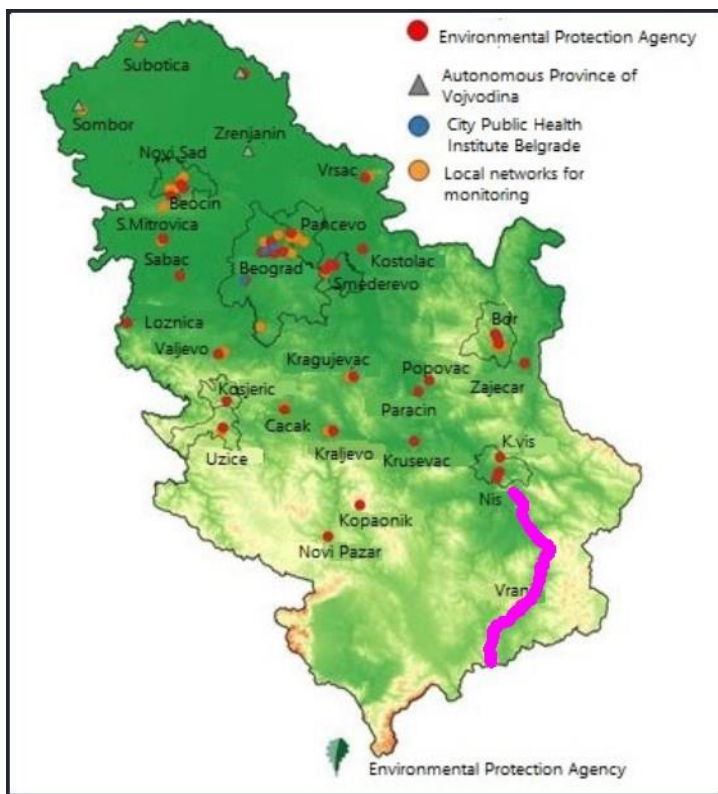 Environmental Protection Agency
Autonomous Province of
Vojvodina
City Public Health
Institute Belgrade
Local networks for
monitoring
Subotica
Sombor
Zrenjanin
Novi Sad
Vrsac
Beocin
S.Mitrovica
Pancevo
Sabac
Beograd
Kostolac
Smederevo
Loznica
Bor
Valjevo
Kragujevac
Popovac
Zajecar
Kosjeric
Paracin
Cacak
Uzice
Kraljevo
Krusevac
K.vis
Nis
Kopaonik
Novi Pazar
Environmental Protection Agency